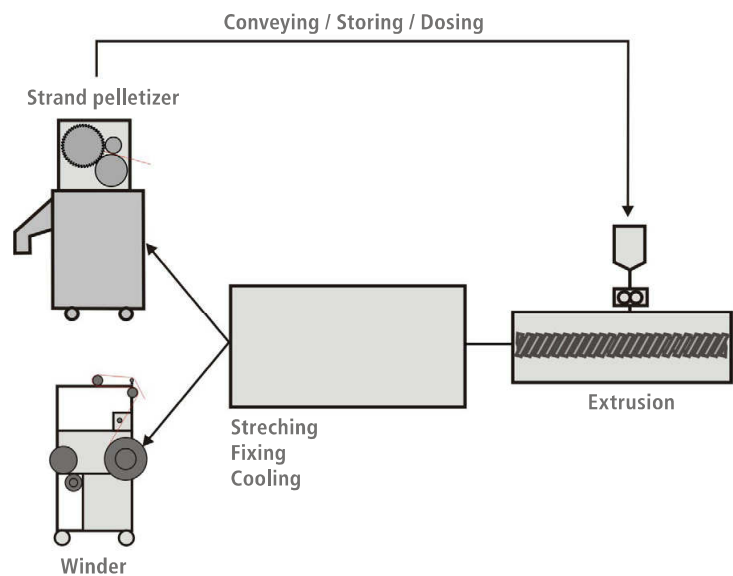 Conveying / Storing / Dosing
Strand pelletizer
Extrusion
Streching
Fixing
Cooling
Winder